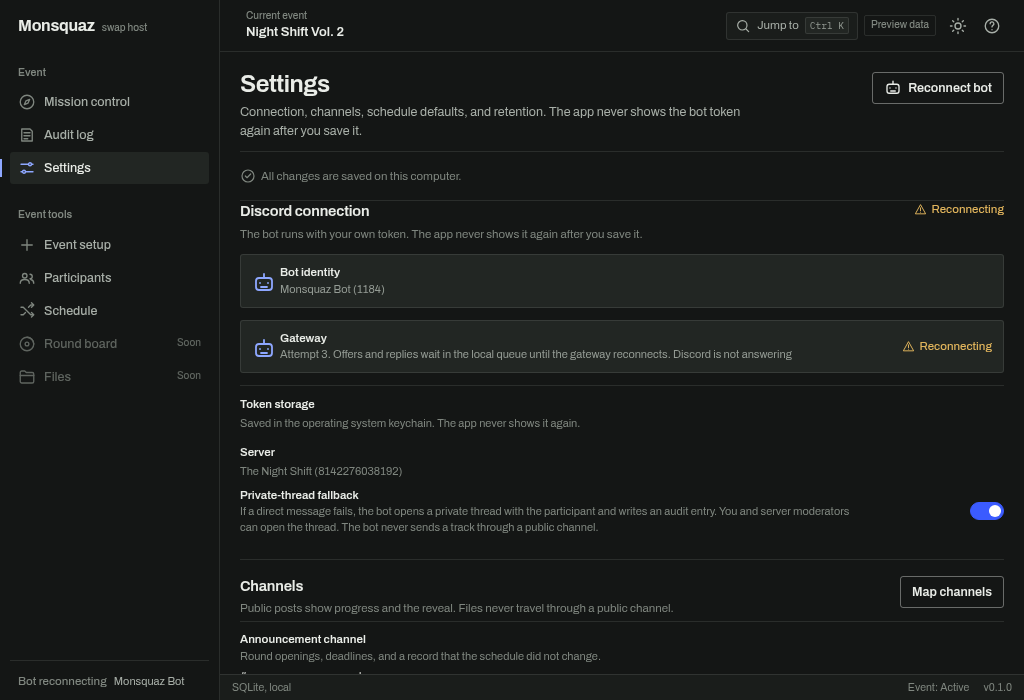 Monsquaz swap host
Event
Mission control
Audit log
Settings
Event tools
Event setup
Participants
Schedule
Round board Soon
Files Soon
Bot reconnecting Monsquaz Bot
Current event
Night Shift Vol. 2
Jump to Ctrl K
Preview data
Settings
Reconnect bot
Connection, channels, schedule defaults, and retention. The app never shows the bot token
again after you save it.
All changes are saved on this computer.
Discord connection
Reconnecting
The bot runs with your own token. The app never shows it again after you save it.
Bot identity
Monsquaz Bot (1184)
Gateway
Attempt 3. Offers and replies wait in the local queue until the gateway reconnects. Discord is not answering
Reconnecting
Token storage
Saved in the operating system keychain. The app never shows it again.
Server
The Night Shift (8142276038192)
Private-thread fallback
If a direct message fails, the bot opens a private thread with the participant and writes an audit entry. You and server moderators
can open the thread. The bot never sends a track through a public channel.
Channels
Map channels
Public posts show progress and the reveal. Files never travel through a public channel.
Announcement channel
Round openings, deadlines, and a record that the schedule did not change.
SQLite, local
Event: Active v0.1.0